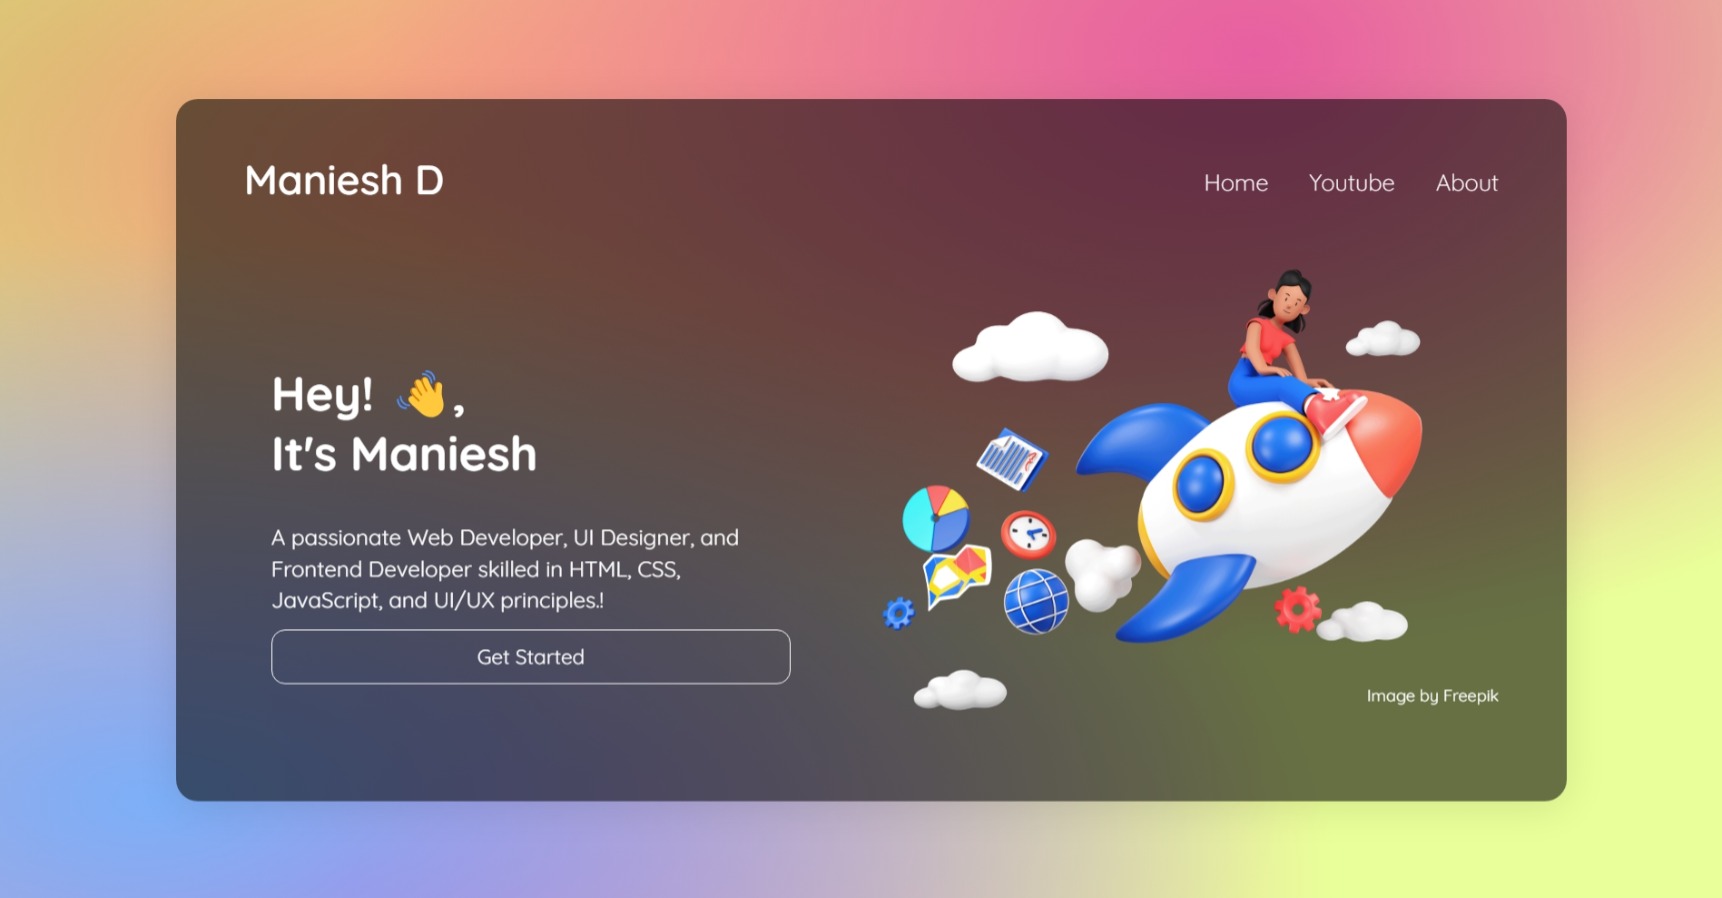 Maniesh D
Home Youtube About
Hey! 👋,
It's Maniesh
A passionate Web Developer, UI Designer, and
Frontend Developer skilled in HTML, CSS,
JavaScript, and UI/UX principles.!
Get Started
Image by Freepik